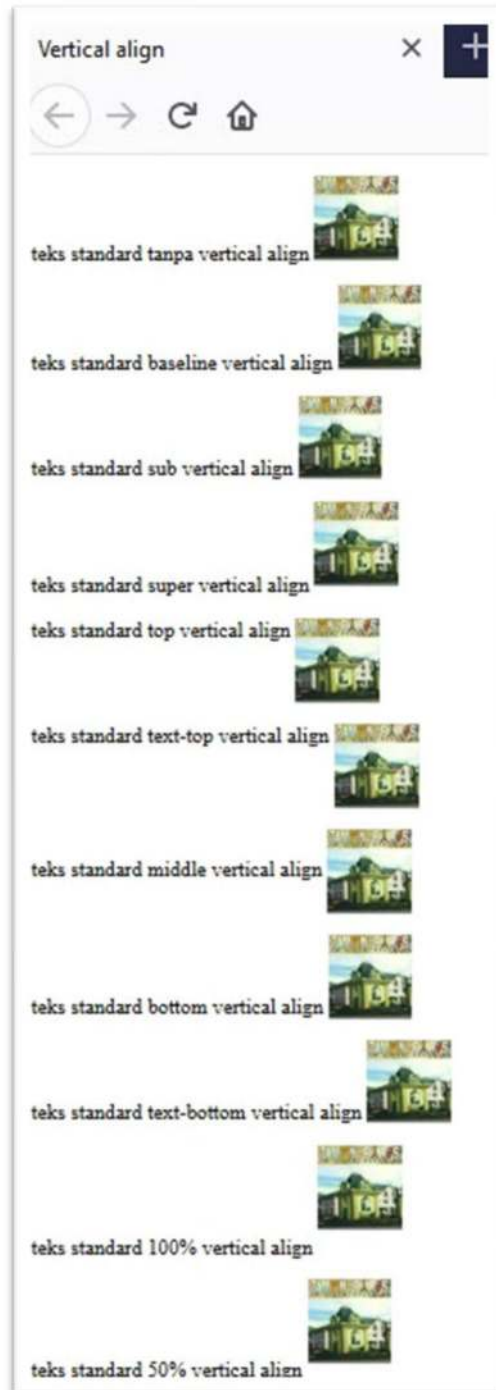 Vertical align
teks standard tanpa vertical align
teks standard baseline vertical align
teks standard sub vertical align
teks standard super vertical align
teks standard top vertical align
teks standard text-top vertical align
teks standard middle vertical align
teks standard bottom vertical align
teks standard text-bottom vertical align
teks standard 100% vertical align
teks standard 50% vertical align